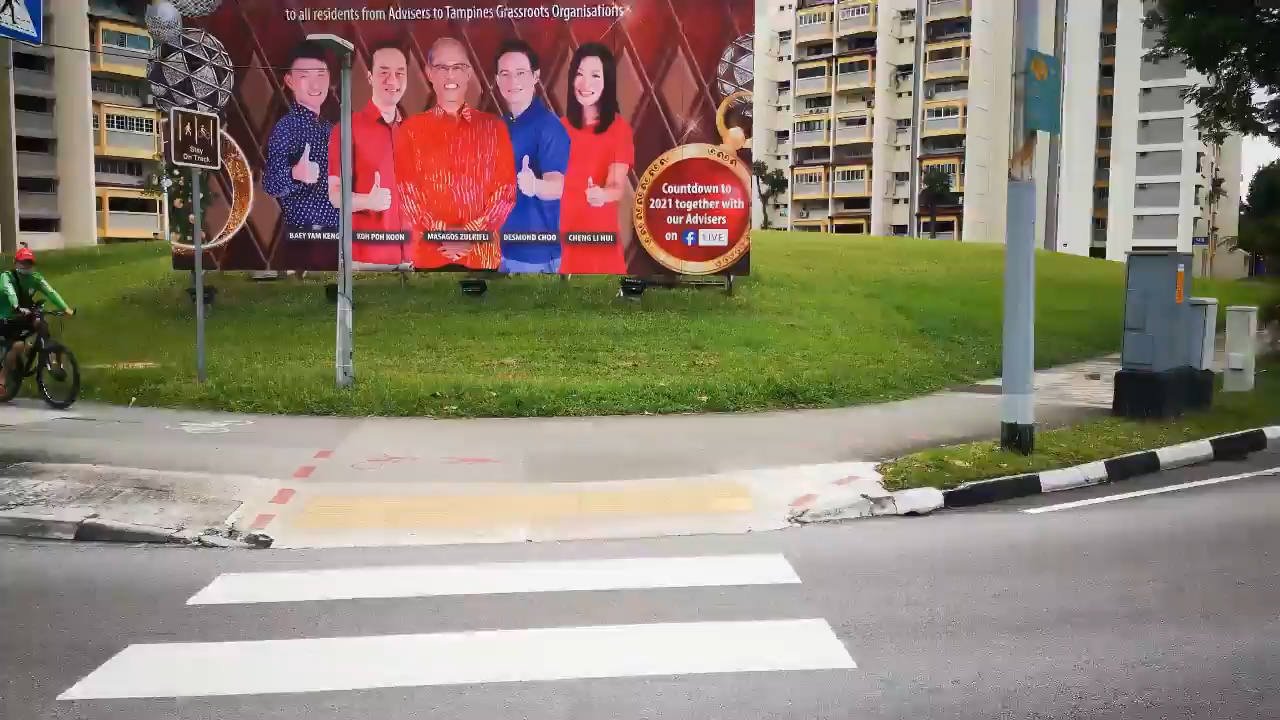 to all residents from Advisers to Tampines Grassroots Organisations
Stay
On Track
BAEY YAM KENG
KOH POH KOON
MASAGOS ZULKIFLI
DESMOND CHOO
CHENG LI HUI
Countdown to
2021 together with
our Advisers
on f LIVE